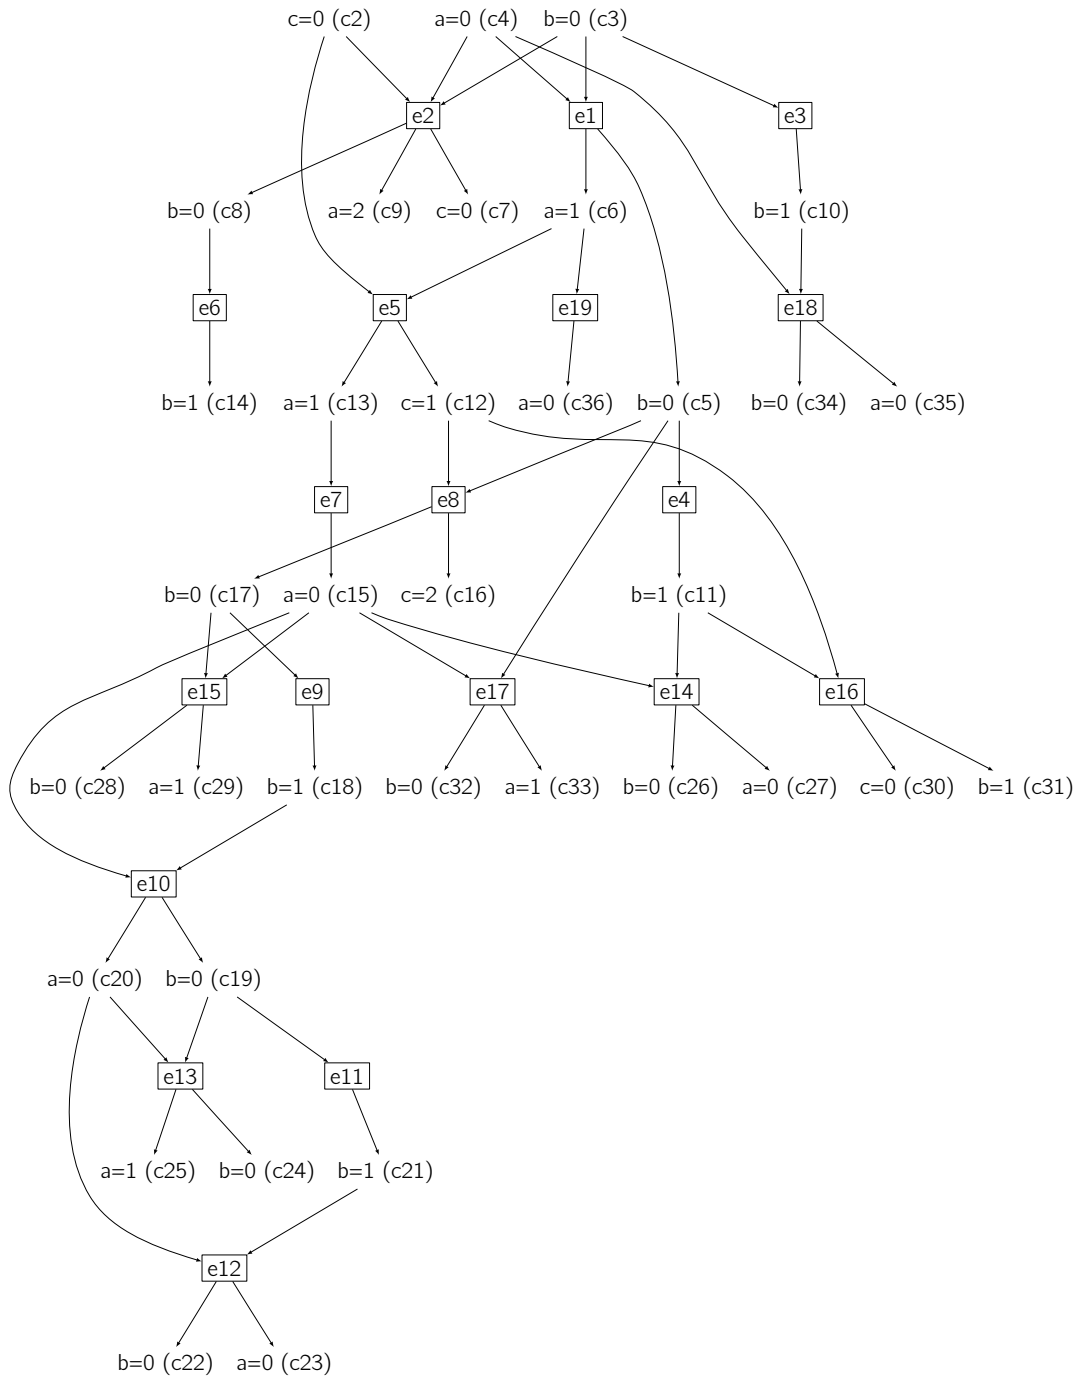 c=0 (c2) a=0 (c4) b=0 (c3)
e2 e1 e3
b=0 (c8) a=2 (c9) c=0 (c7) a=1 (c6) b=1 (c10)
e6 e5 e19 e18
b=1 (c14) a=1 (c13) c=1 (c12) a=0 (c36) b=0 (c5) b=0 (c34) a=0 (c35)
e7 e8 e4
b=0 (c17) a=0 (c15) c=2 (c16) b=1 (c11)
e15 e9 e17 e14 e16
b=0 (c28) a=1 (c29) b=1 (c18) b=0 (c32) a=1 (c33) b=0 (c26) a=0 (c27) c=0 (c30) b=1 (c31)
e10
a=0 (c20) b=0 (c19)
e13 e11
a=1 (c25) b=0 (c24) b=1 (c21)
e12
b=0 (c22) a=0 (c23)